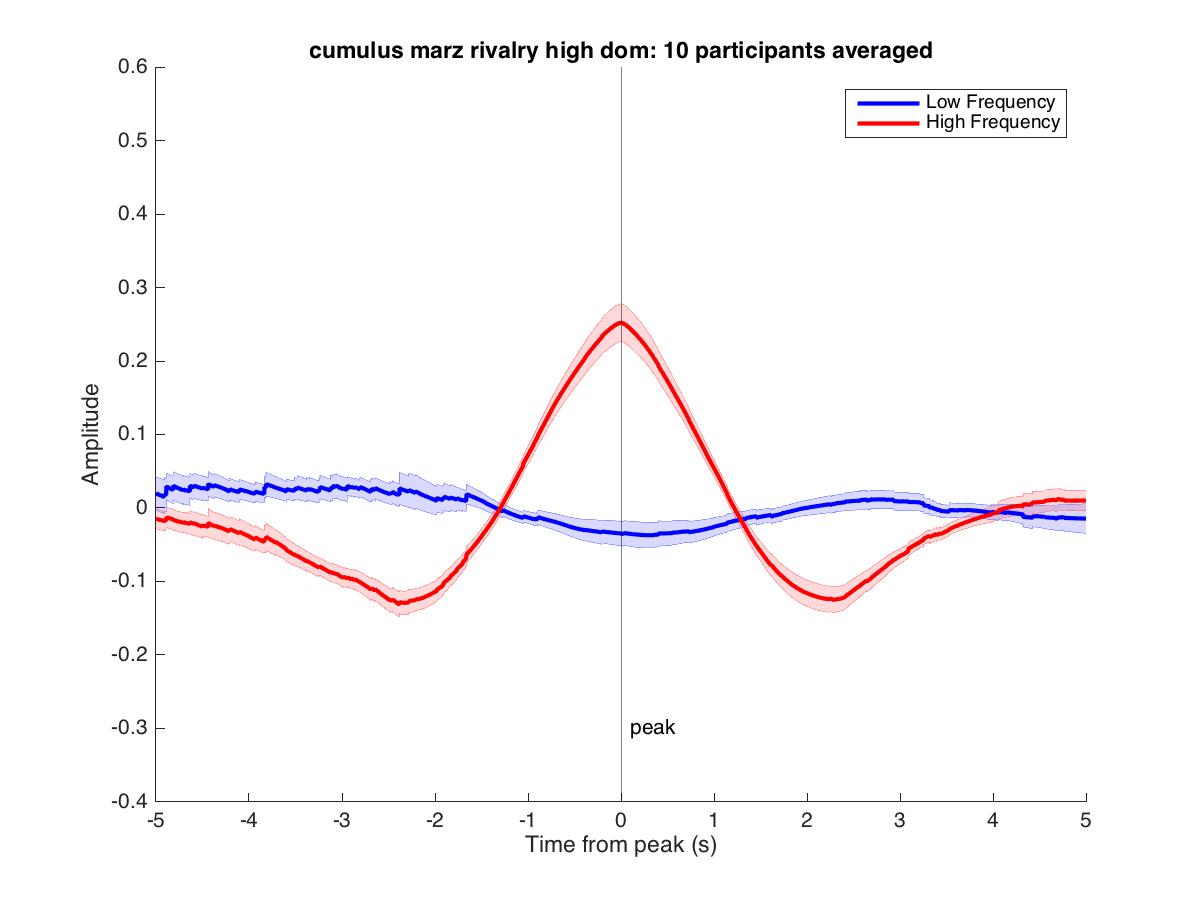 cumulus marz rivalry high dom: 10 participants averaged
Low Frequency
High Frequency
0.6
0.5
0.4
0.3
0.2
0.1
0
-0.1
-0.2
-0.3
-0.4
Amplitude
peak
-5 -4 -3 -2 -1 0 1 2 3 4 5
Time from peak (s)